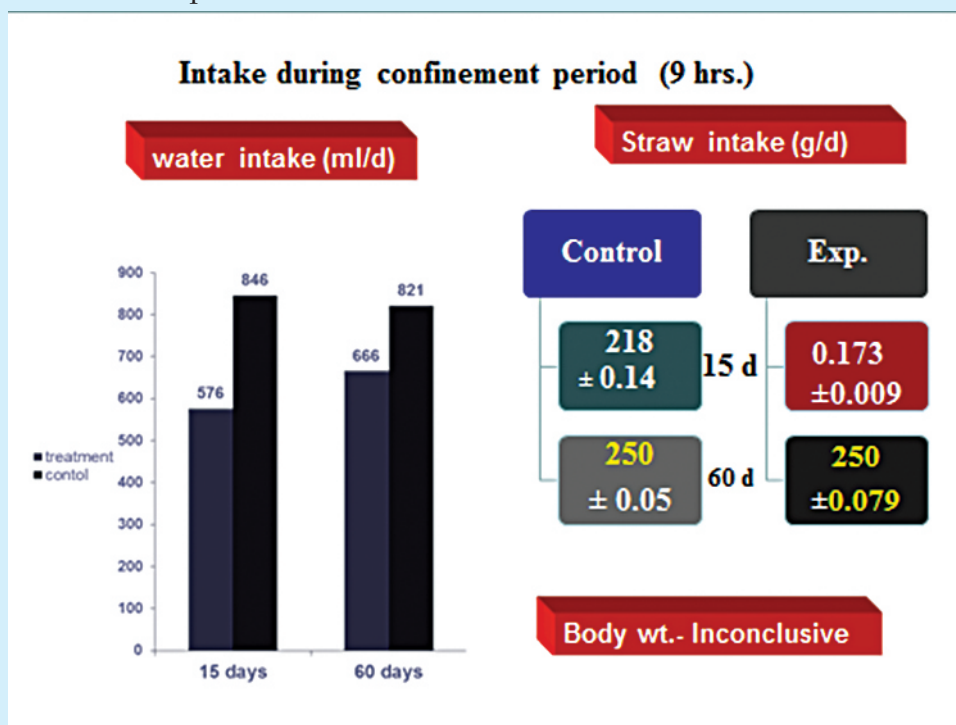 Intake during confinement period (9 hrs.)
water intake (ml/d)
Straw intake (g/d)
900
800
700
600
500
400
300
200
100
0
576
846
666
821
15 days
60 days
treatment
contol
Control
Exp.
218
± 0.14
15 d
0.173
±0.009
250
± 0.05
60 d
250
±0.079
Body wt.- Inconclusive